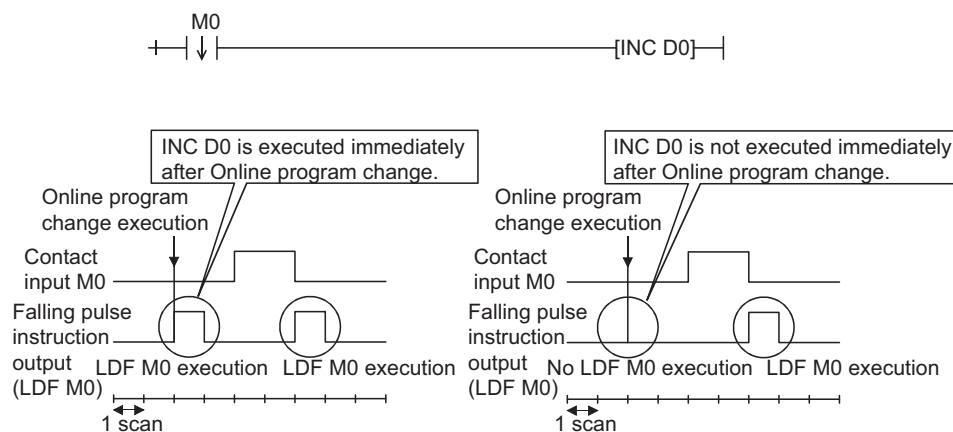 M0
[INC D0]
INC D0 is executed immediately
after Online program change.
Online program
change execution
Contact
input M0
Falling pulse
instruction
output
(LDF M0)
LDF M0 execution
LDF M0 execution
1 scan
INC D0 is not executed immediately
after Online program change.
Online program
change execution
Contact
input M0
Falling pulse
instruction
output
(LDF M0)
No LDF M0 execution
LDF M0 execution
1 scan